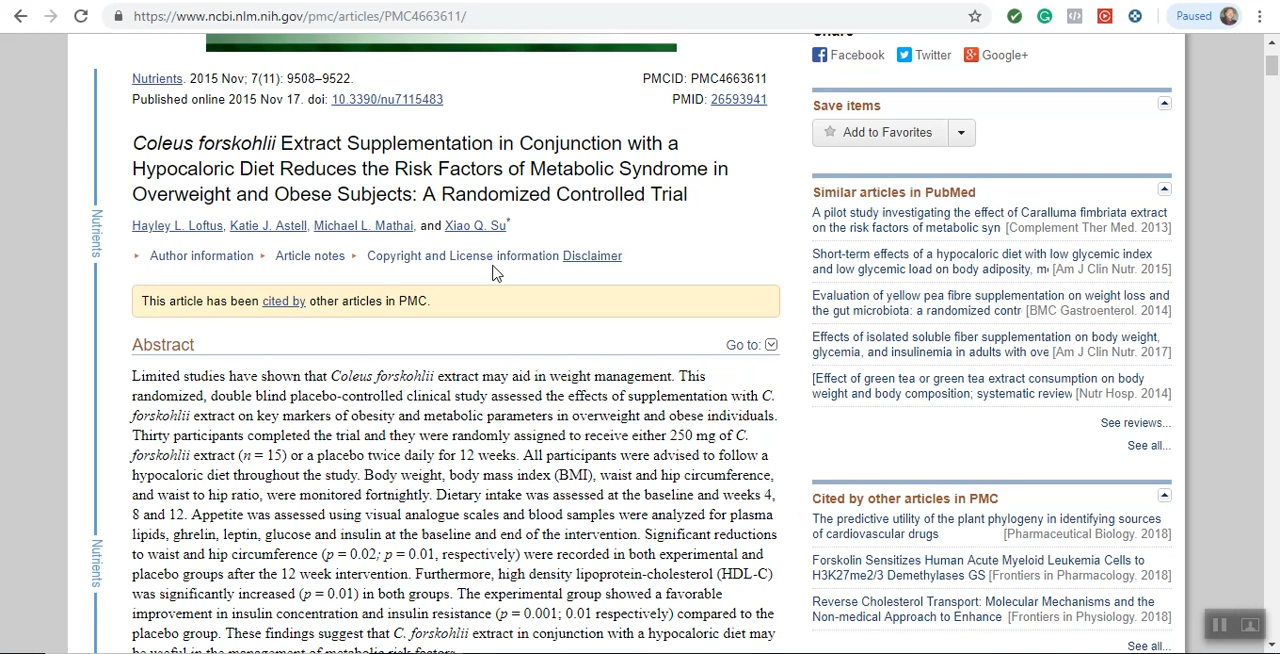 https://www.ncbi.nlm.nih.gov/pmc/articles/PMC4663611/
Paused
Nutrients. 2015 Nov; 7(11): 9508–9522.
PMCID: PMC4663611
Published online 2015 Nov 17. doi: 10.3390/nu7115483
PMID: 26593941
Coleus forskohlii Extract Supplementation in Conjunction with a
Hypocaloric Diet Reduces the Risk Factors of Metabolic Syndrome in
Overweight and Obese Subjects: A Randomized Controlled Trial
Hayley L. Loftus, Katie J. Astell, Michael L. Mathai, and Xiao Q. Su*
Author information
Article notes
Copyright and License information Disclaimer
This article has been cited by other articles in PMC.
Abstract
Go to:
Limited studies have shown that Coleus forskohlii extract may aid in weight management. This
randomized, double blind placebo-controlled clinical study assessed the effects of supplementation with C.
forskohlii extract on key markers of obesity and metabolic parameters in overweight and obese individuals.
Thirty participants completed the trial and they were randomly assigned to receive either 250 mg of C.
forskohlii extract (n = 15) or a placebo twice daily for 12 weeks. All participants were advised to follow a
hypocaloric diet throughout the study. Body weight, body mass index (BMI), waist and hip circumference,
and waist to hip ratio, were monitored fortnightly. Dietary intake was assessed at the baseline and weeks 4,
8 and 12. Appetite was assessed using visual analogue scales and blood samples were analyzed for plasma
lipids, ghrelin, leptin, glucose and insulin at the baseline and end of the intervention. Significant reductions
to waist and hip circumference (p = 0.02; p = 0.01, respectively) were recorded in both experimental and
placebo groups after the 12 week intervention. Furthermore, high density lipoprotein-cholesterol (HDL-C)
was significantly increased (p = 0.01) in both groups. The experimental group showed a favorable
improvement in insulin concentration and insulin resistance (p = 0.001; 0.01 respectively) compared to the
placebo group. These findings suggest that C. forskohlii extract in conjunction with a hypocaloric diet may
be useful in the management of metabolic risk factors.
Nutrients
Nutrients
Share
Facebook
Twitter
Google+
Save items
Add to Favorites
Similar articles in PubMed
A pilot study investigating the effect of Caralluma fimbriata extract
on the risk factors of metabolic syn [Complement Ther Med. 2013]
Short-term effects of a hypocaloric diet with low glycemic index
and low glycemic load on body adiposity, m [Am J Clin Nutr. 2015]
Evaluation of yellow pea fibre supplementation on weight loss and
the gut microbiota: a randomized contr [BMC Gastroenterol. 2014]
Effects of isolated soluble fiber supplementation on body weight,
glycemia, and insulinemia in adults with ove [Am J Clin Nutr. 2017]
[Effect of green tea or green tea extract consumption on body
weight and body composition; systematic review [Nutr Hosp. 2014]
See reviews...
See all...
Cited by other articles in PMC
The predictive utility of the plant phylogeny in identifying sources
of cardiovascular drugs [Pharmaceutical Biology. 2018]
Forskolin Sensitizes Human Acute Myeloid Leukemia Cells to
H3K27me2/3 Demethylases GS [Frontiers in Pharmacology. 2018]
Reverse Cholesterol Transport: Molecular Mechanisms and the
Non-medical Approach to Enhance [Frontiers in Physiology. 2018]
See all...